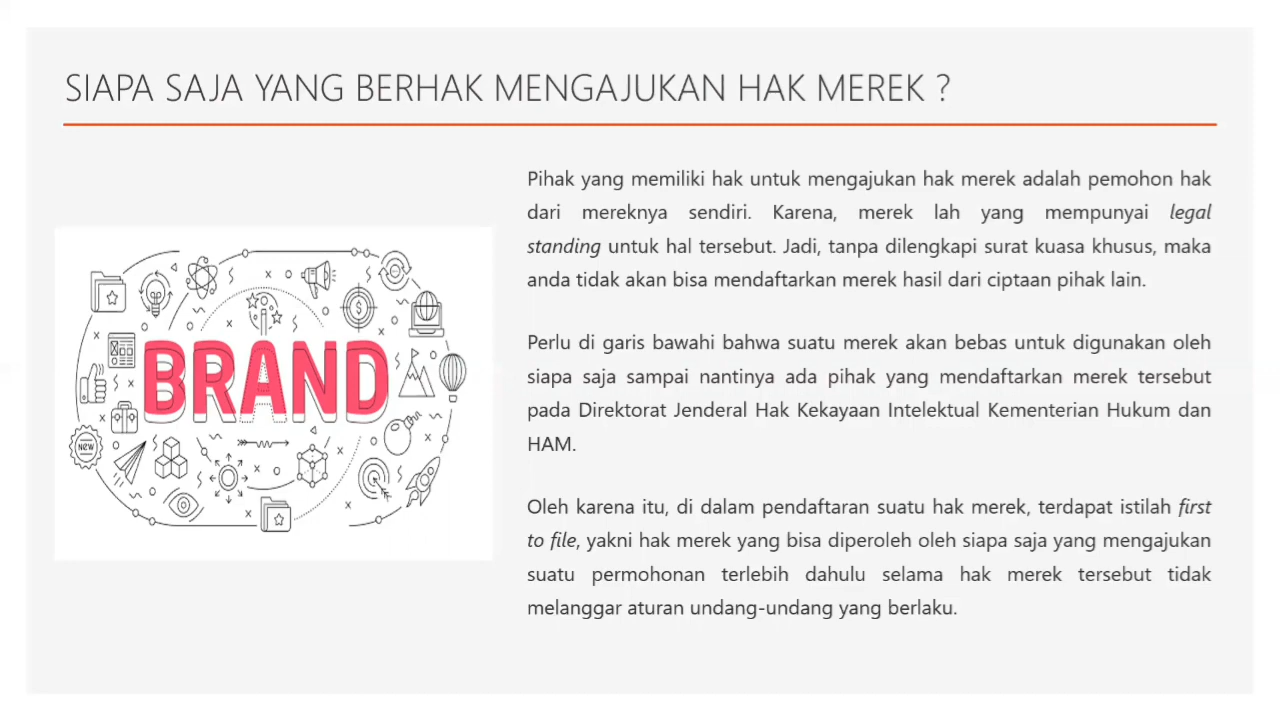 SIAPA SAJA YANG BERHAK MENGAJUKAN HAK MEREK ?
Pihak yang memiliki hak untuk mengajukan hak merek adalah pemohon hak
dari mereknya sendiri. Karena, merek lah yang mempunyai legal
standing untuk hal tersebut. Jadi, tanpa dilengkapi surat kuasa khusus, maka
anda tidak akan bisa mendaftarkan merek hasil dari ciptaan pihak lain.
Perlu di garis bawahi bahwa suatu merek akan bebas untuk digunakan oleh
siapa saja sampai nantinya ada pihak yang mendaftarkan merek tersebut
pada Direktorat Jenderal Hak Kekayaan Intelektual Kementerian Hukum dan
HAM.
Oleh karena itu, di dalam pendaftaran suatu hak merek, terdapat istilah first
to file, yakni hak merek yang bisa diperoleh oleh siapa saja yang mengajukan
suatu permohonan terlebih dahulu selama hak merek tersebut tidak
melanggar aturan undang-undang yang berlaku.
BRAND
NEW